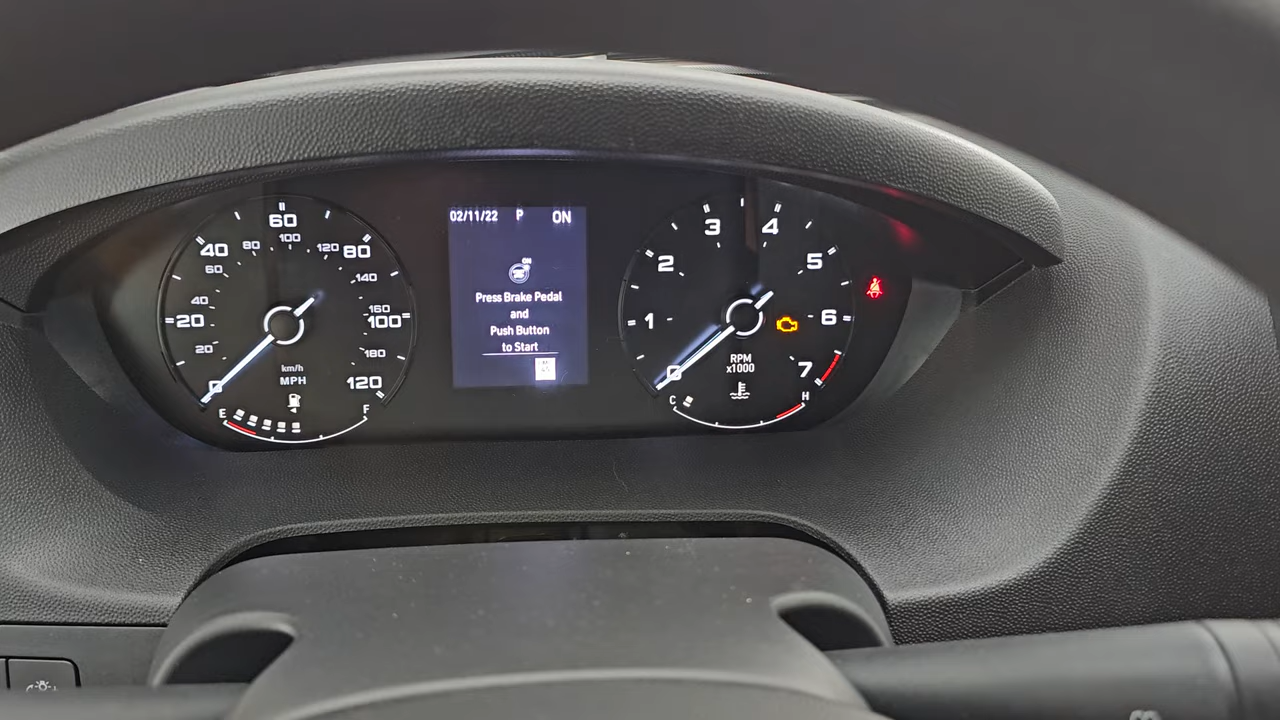 02/11/22 P ON
Press Brake Pedal
and
Push Button
to Start
0
20
40
60
80
100
120
20
40
60
80
100
120
140
160
180
km/h
MPH
E
F
0
1
2
3
4
5
6
7
RPM
x1000
C
H